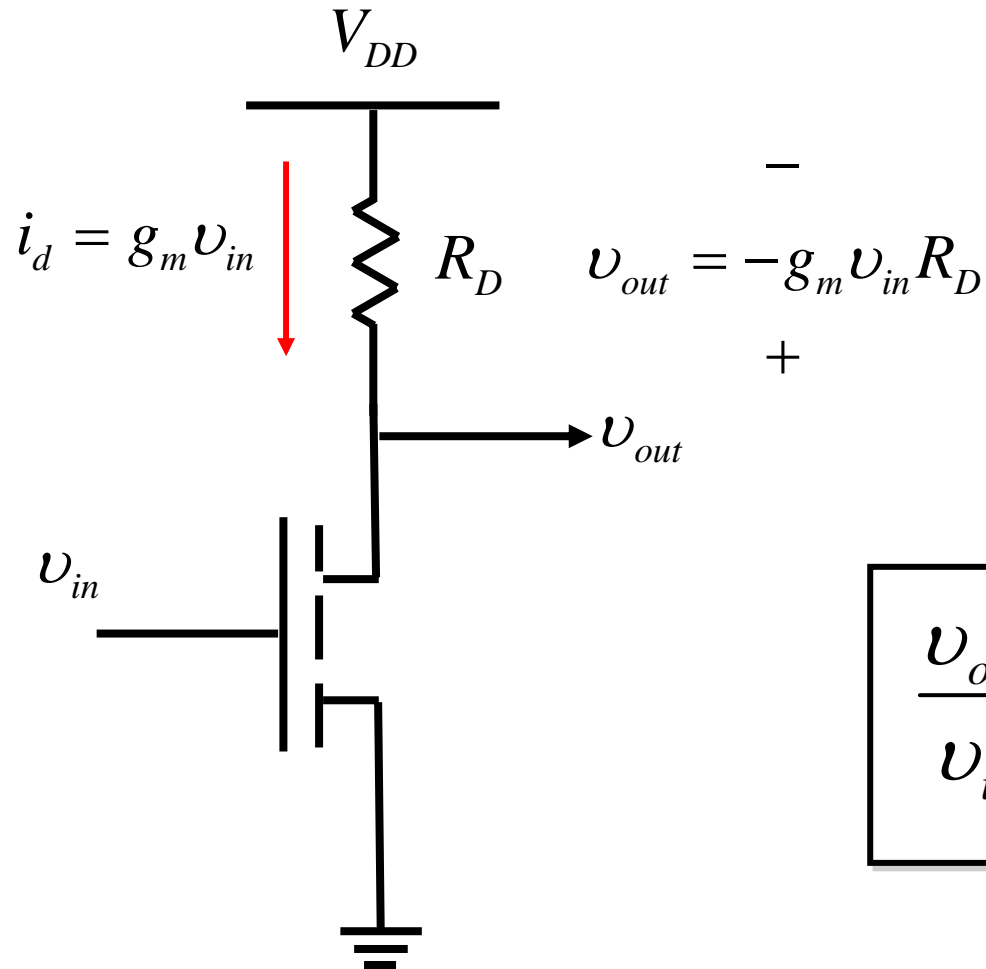 V_DD
−
i_d = g_m υ_in
R_D
υ_out = −g_m υ_in R_D
+
υ_out
υ_in